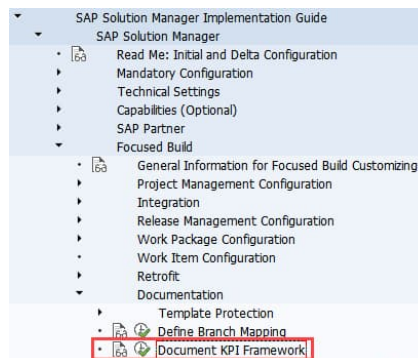 SAP Solution Manager Implementation Guide
SAP Solution Manager
Read Me: Initial and Delta Configuration
Mandatory Configuration
Technical Settings
Capabilities (Optional)
SAP Partner
Focused Build
General Information for Focused Build Customizing
Project Management Configuration
Integration
Release Management Configuration
Work Package Configuration
Work Item Configuration
Retrofit
Documentation
Template Protection
Define Branch Mapping
Document KPI Framework